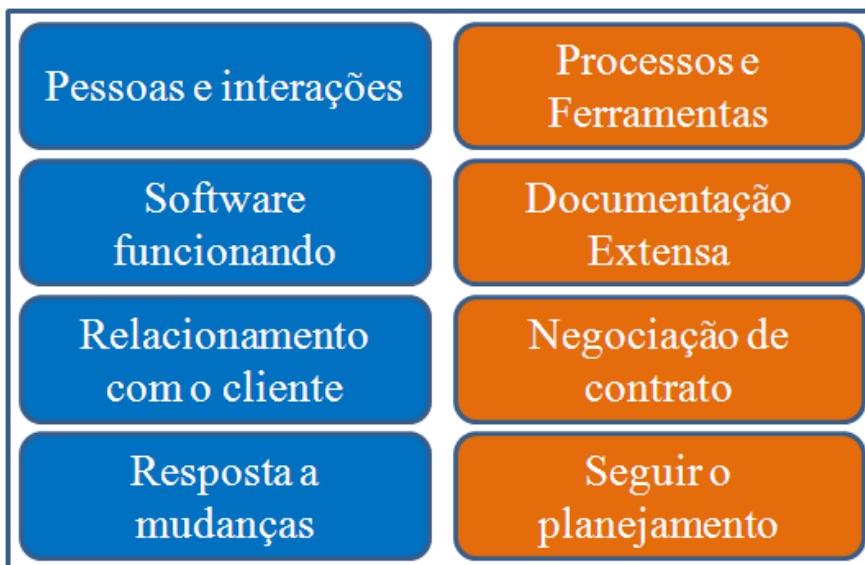 Pessoas e interações
Processos e
Ferramentas
Software
funcionando
Documentação
Extensa
Relacionamento
com o cliente
Negociação de
contrato
Resposta a
mudanças
Seguir o
planejamento